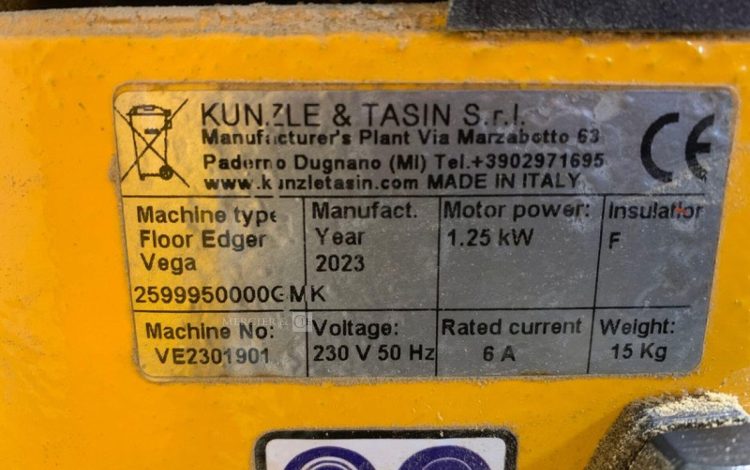 KUNZLE & TASIN S.r.l.
Manufacturer's Plant Via Marzabotto 63
Paderno Dugnano (MI) Tel.+3902971695
www.kunzletasin.com MADE IN ITALY
CE
Machine type
Floor Edger
Vega
2599950000GMK
Manufact.
Year
2023
Motor power:
1.25 kW
Insulation
F
Machine No:
VE2301901
Voltage:
230 V 50 Hz
Rated current
6 A
Weight:
15 Kg